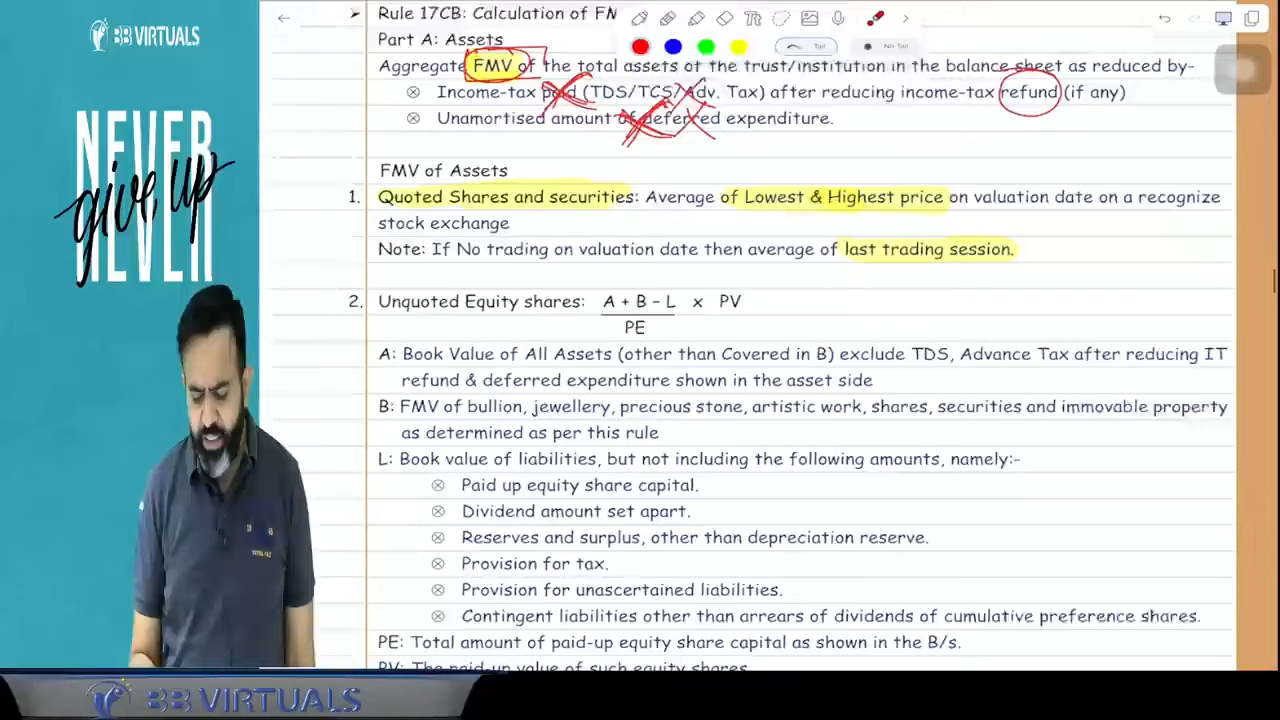 BB VIRTUALS
NEVER
give up
NEVER
➤ Rule 17CB: Calculation of FM
Part A: Assets
Aggregate FMV of the total assets of the trust/institution in the balance sheet as reduced by-
⊗ Income-tax paid (TDS/TCS/Adv. Tax) after reducing income-tax refund (if any)
⊗ Unamortised amount of deferred expenditure.
FMV of Assets
1. Quoted Shares and securities: Average of Lowest & Highest price on valuation date on a recognize
stock exchange
Note: If No trading on valuation date then average of last trading session.
2. Unquoted Equity shares: A + B – L x PV
PE
A: Book Value of All Assets (other than Covered in B) exclude TDS, Advance Tax after reducing IT
refund & deferred expenditure shown in the asset side
B: FMV of bullion, jewellery, precious stone, artistic work, shares, securities and immovable property
as determined as per this rule
L: Book value of liabilities, but not including the following amounts, namely:-
⊗ Paid up equity share capital.
⊗ Dividend amount set apart.
⊗ Reserves and surplus, other than depreciation reserve.
⊗ Provision for tax.
⊗ Provision for unascertained liabilities.
⊗ Contingent liabilities other than arrears of dividends of cumulative preference shares.
PE: Total amount of paid-up equity share capital as shown in the B/s.
PV: The paid-up value of such equity shares
BB VIRTUALS